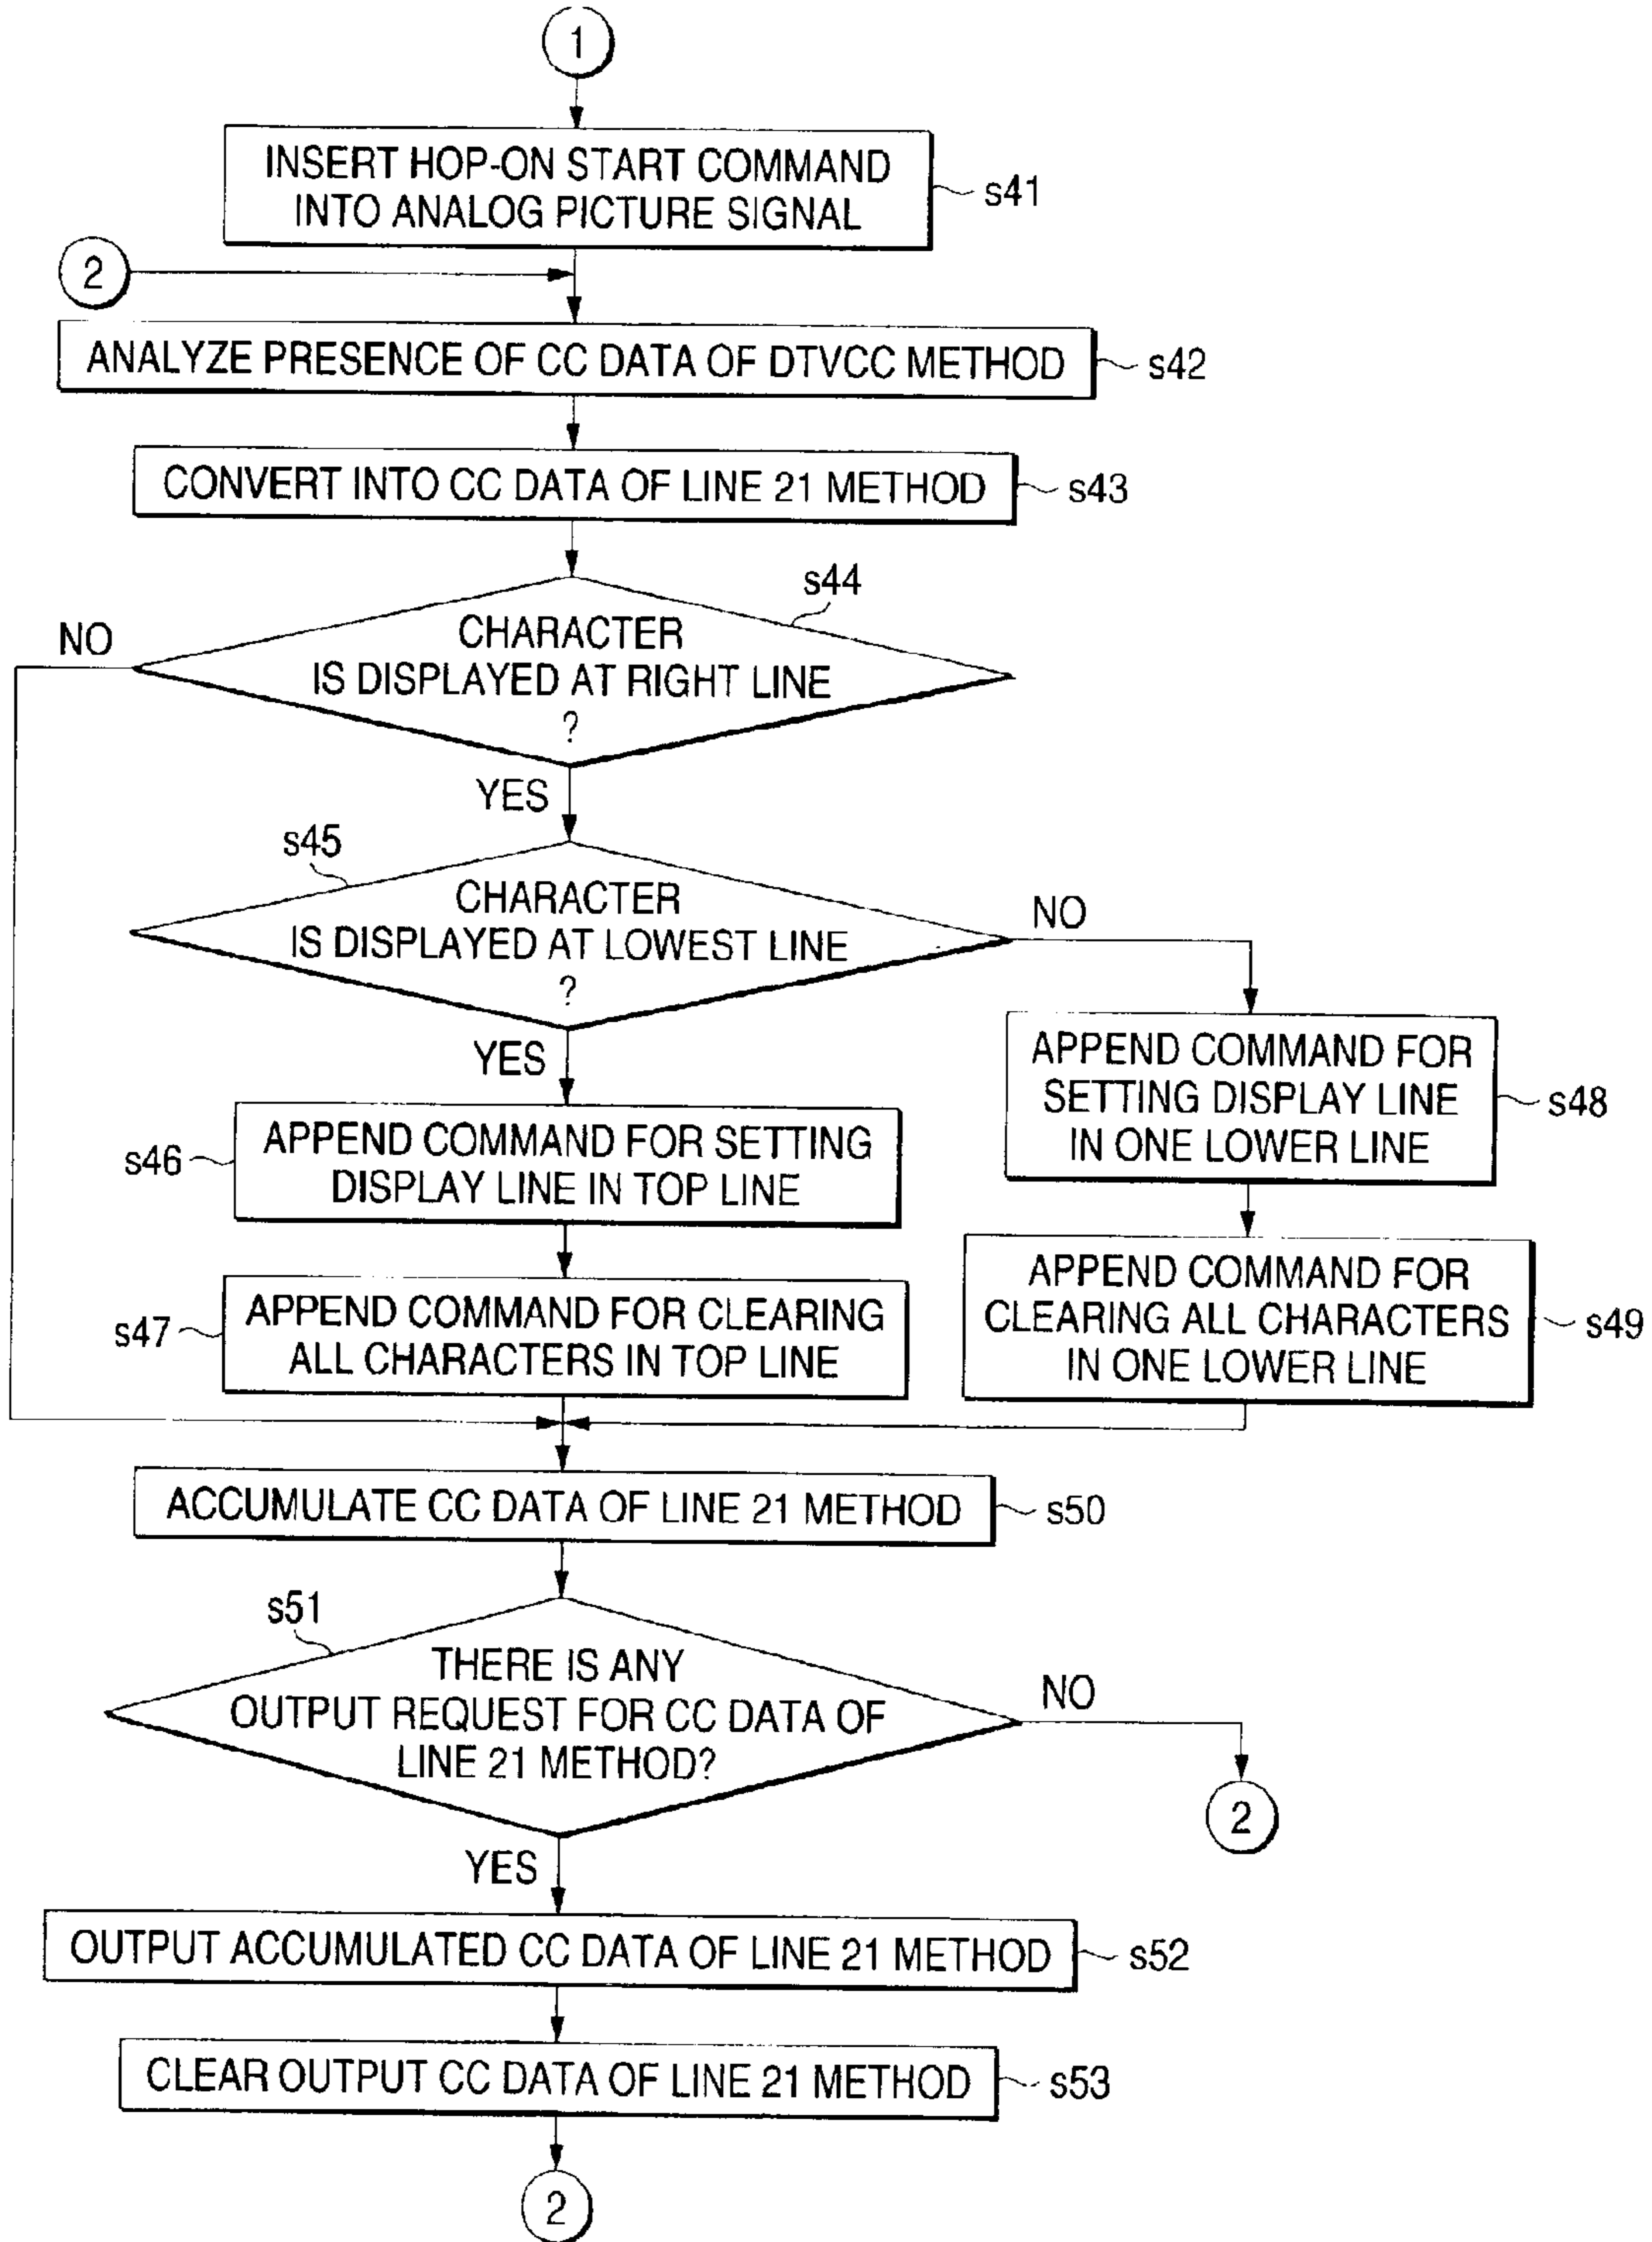 1
INSERT HOP-ON START COMMAND
INTO ANALOG PICTURE SIGNAL
s41
2
ANALYZE PRESENCE OF CC DATA OF DTVCC METHOD
s42
CONVERT INTO CC DATA OF LINE 21 METHOD
s43
s44
NO
CHARACTER
IS DISPLAYED AT RIGHT LINE
?
YES
s45
CHARACTER
IS DISPLAYED AT LOWEST LINE
?
NO
YES
APPEND COMMAND FOR
SETTING DISPLAY LINE
IN ONE LOWER LINE
s48
s46
APPEND COMMAND FOR SETTING
DISPLAY LINE IN TOP LINE
APPEND COMMAND FOR
CLEARING ALL CHARACTERS
IN ONE LOWER LINE
s49
s47
APPEND COMMAND FOR CLEARING
ALL CHARACTERS IN TOP LINE
ACCUMULATE CC DATA OF LINE 21 METHOD
s50
s51
THERE IS ANY
OUTPUT REQUEST FOR CC DATA OF
LINE 21 METHOD?
NO
2
YES
OUTPUT ACCUMULATED CC DATA OF LINE 21 METHOD
s52
CLEAR OUTPUT CC DATA OF LINE 21 METHOD
s53
2